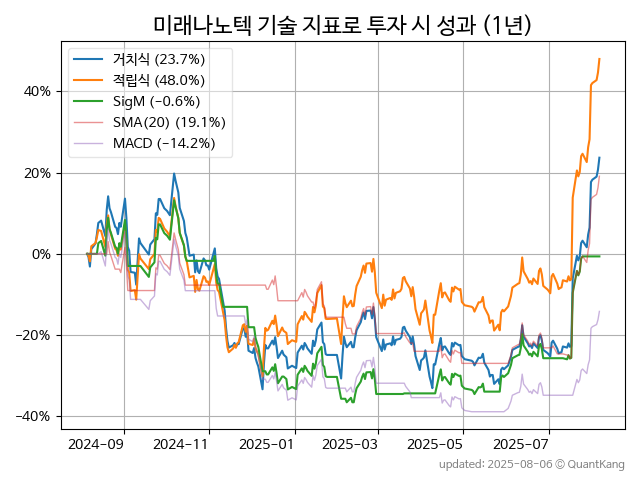 미래나노텍 기술 지표로 투자 시 성과 (1년)
거치식 (23.7%)
적립식 (48.0%)
SigM (−0.6%)
SMA(20) (19.1%)
MACD (−14.2%)
40%
20%
0%
−20%
−40%
2024-09 2024-11 2025-01 2025-03 2025-05 2025-07
updated: 2025-08-06 © QuantKang